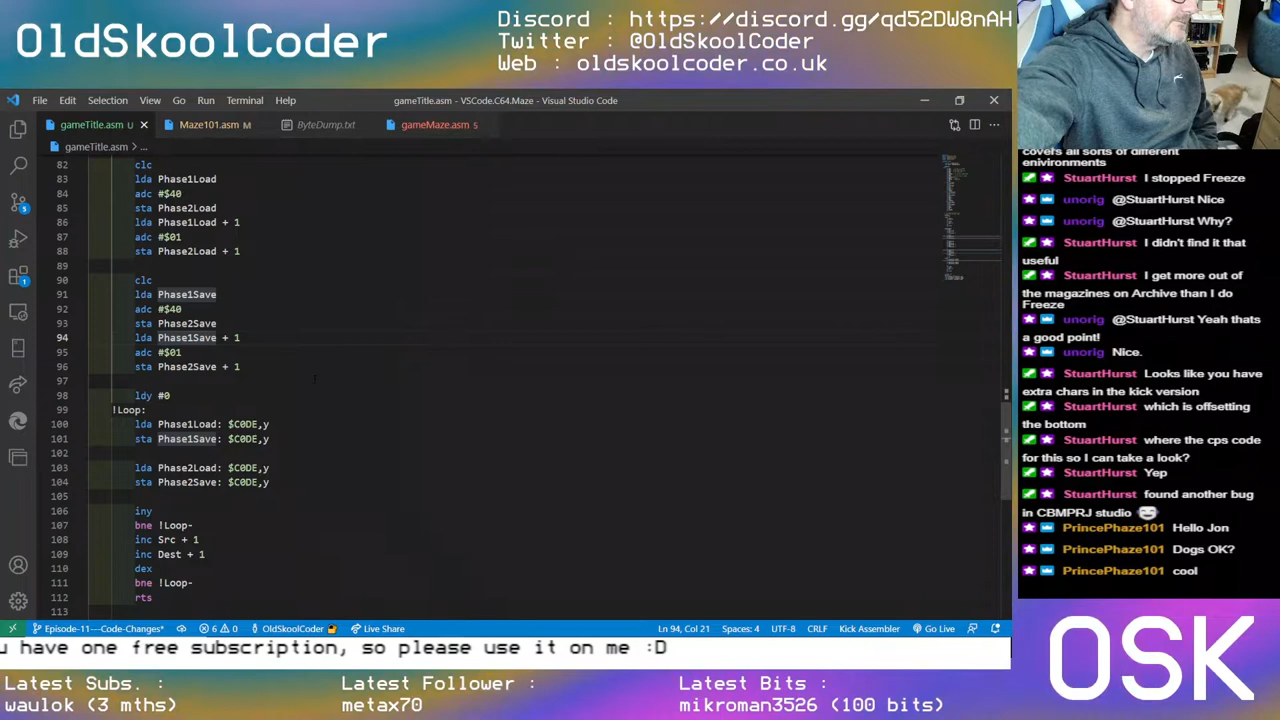 OldSkoolCoder
Discord : https://discord.gg/qd52DW8nAH
Twitter : @OldSkoolCoder
Web : oldskoolcoder.co.uk
File Edit Selection View Go Run Terminal Help
gameTitle.asm - VSCode.C64.Maze - Visual Studio Code
gameTitle.asm U
Maze101.asm M
ByteDump.txt
gameMaze.asm 5
gameTitle.asm > ...
82 clc
83 lda Phase1Load
84 adc #$40
85 sta Phase2Load
86 lda Phase1Load + 1
87 adc #$01
88 sta Phase2Load + 1
89
90 clc
91 lda Phase1Save
92 adc #$40
93 sta Phase2Save
94 lda Phase1Save + 1
95 adc #$01
96 sta Phase2Save + 1
97
98 ldy #0
99 !Loop:
100 lda Phase1Load: $C0DE,y
101 sta Phase1Save: $C0DE,y
102
103 lda Phase2Load: $C0DE,y
104 sta Phase2Save: $C0DE,y
105
106 iny
107 bne !Loop-
108 inc Src + 1
109 inc Dest + 1
110 dex
111 bne !Loop-
112 rts
113
Episode-11---Code-Changes* 6 0 OldSkoolCoder Live Share
Ln 94, Col 21 Spaces: 4 UTF-8 CRLF Kick Assembler Go Live
covers all sorts of different
enivironments
StuartHurst I stopped Freeze
unorig @StuartHurst Nice
unorig @StuartHurst Why?
StuartHurst I didn't find it that
useful
StuartHurst I get more out of
the magazines on Archive than I do
Freeze
unorig @StuartHurst Yeah thats
a good point!
unorig Nice.
StuartHurst Looks like you have
extra chars in the kick version
StuartHurst which is offsetting
the bottom
StuartHurst where the cps code
for this so I can take a look?
StuartHurst Yep
StuartHurst found another bug
in CBMPRJ studio
PrincePhaze101 Hello Jon
PrincePhaze101 Dogs OK?
PrincePhaze101 cool
u have one free subscription, so please use it on me :D
Latest Subs. :
waulok (3 mths)
Latest Follower :
metax70
Latest Bits :
mikroman3526 (100 bits)
OSK